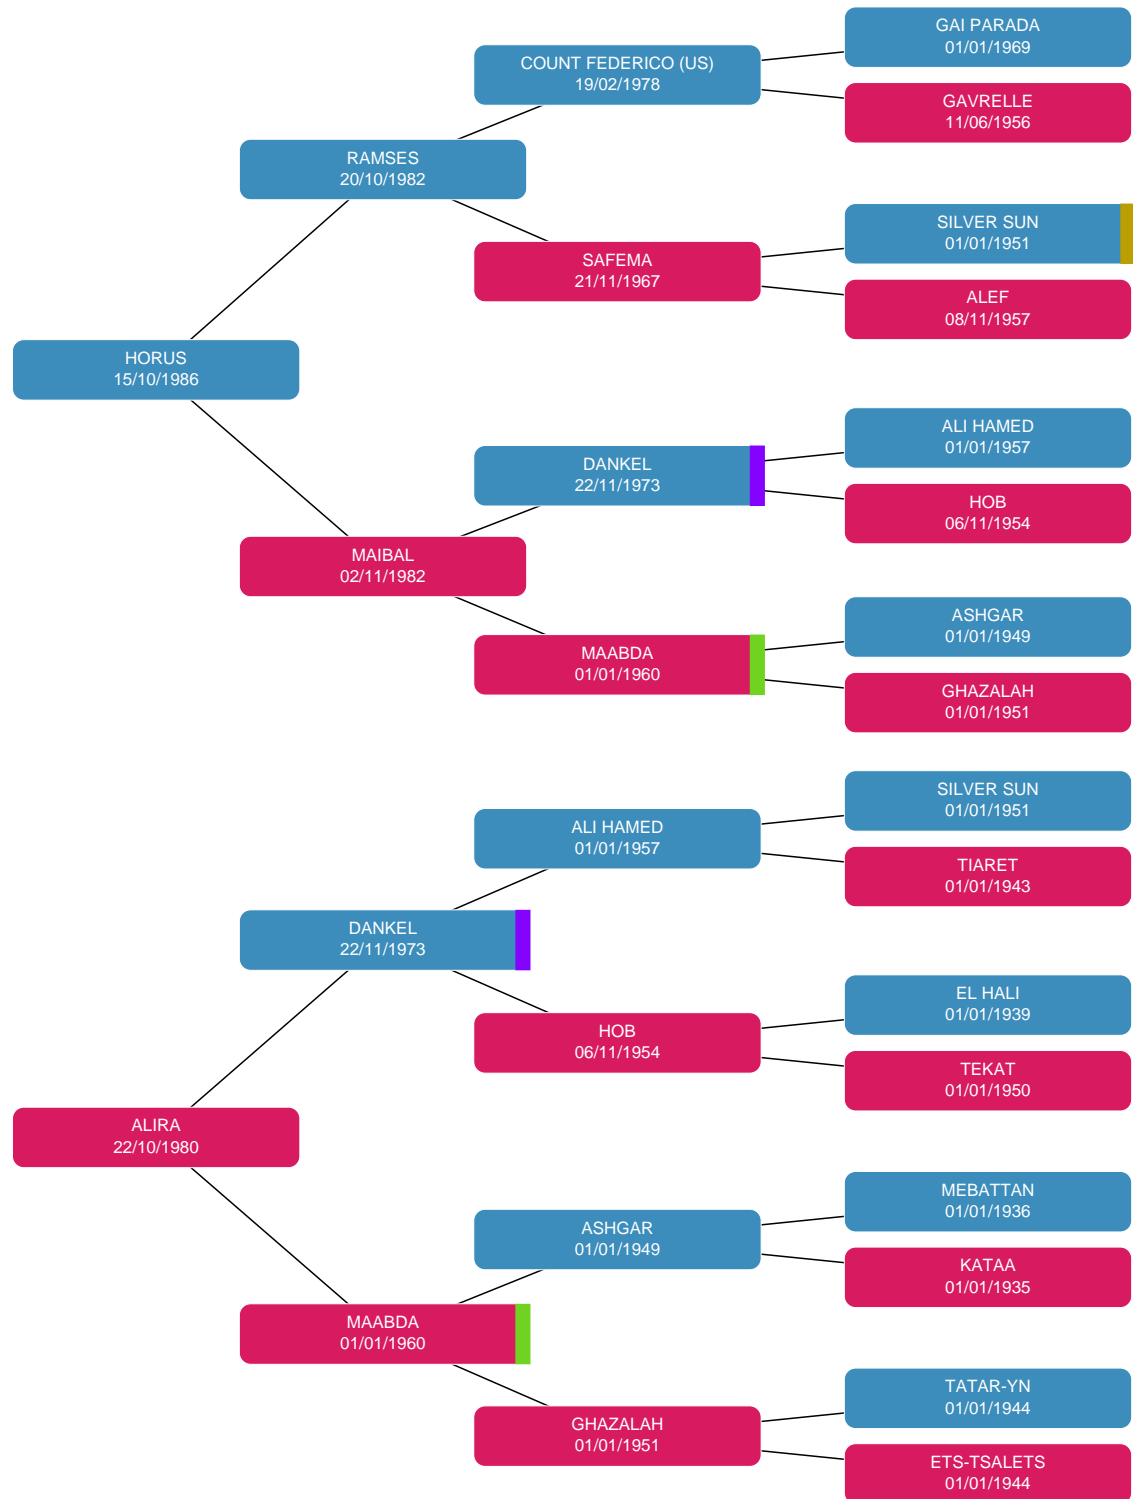 GAI PARADA
01/01/1969
COUNT FEDERICO (US)
19/02/1978
GAVRELLE
11/06/1956
RAMSES
20/10/1982
SILVER SUN
01/01/1951
SAFEMA
21/11/1967
ALEF
08/11/1957
HORUS
15/10/1986
ALI HAMED
01/01/1957
DANKEL
22/11/1973
HOB
06/11/1954
MAIBAL
02/11/1982
ASHGAR
01/01/1949
MAABDA
01/01/1960
GHAZALAH
01/01/1951
SILVER SUN
01/01/1951
ALI HAMED
01/01/1957
TIARET
01/01/1943
DANKEL
22/11/1973
EL HALI
01/01/1939
HOB
06/11/1954
TEKAT
01/01/1950
ALIRA
22/10/1980
MEBATTAN
01/01/1936
ASHGAR
01/01/1949
KATAA
01/01/1935
MAABDA
01/01/1960
TATAR-YN
01/01/1944
GHAZALAH
01/01/1951
ETS-TSALETS
01/01/1944